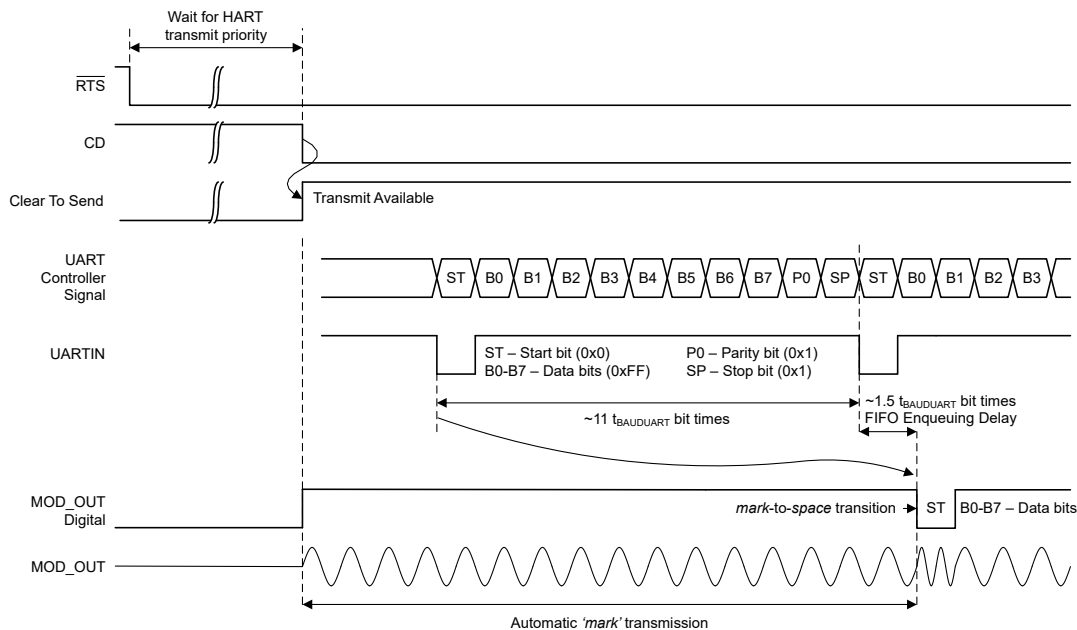 Wait for HART
transmit priority
RTS
CD
Clear To Send
Transmit Available
UART
Controller
Signal
ST B0 B1 B2 B3 B4 B5 B6 B7 P0 SP ST B0 B1 B2 B3
UARTIN
ST – Start bit (0x0) P0 – Parity bit (0x1)
B0-B7 – Data bits (0xFF) SP – Stop bit (0x1)
~11 tBAUDUART bit times
~1.5 tBAUDUART bit times
FIFO Enqueuing Delay
MOD_OUT
Digital
mark-to-space transition
ST B0-B7 – Data bits
MOD_OUT
Automatic ‘mark’ transmission